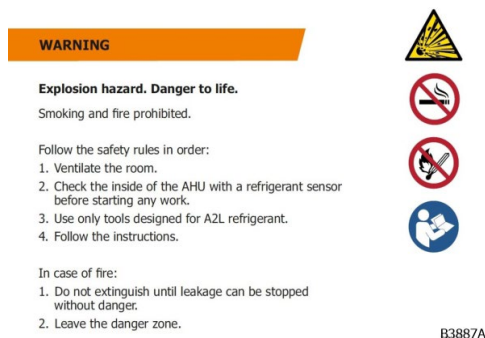 WARNING
Explosion hazard. Danger to life.
Smoking and fire prohibited.
Follow the safety rules in order:
1. Ventilate the room.
2. Check the inside of the AHU with a refrigerant sensor
before starting any work.
3. Use only tools designed for A2L refrigerant.
4. Follow the instructions.
In case of fire:
1. Do not extinguish until leakage can be stopped
without danger.
2. Leave the danger zone.
B3887A